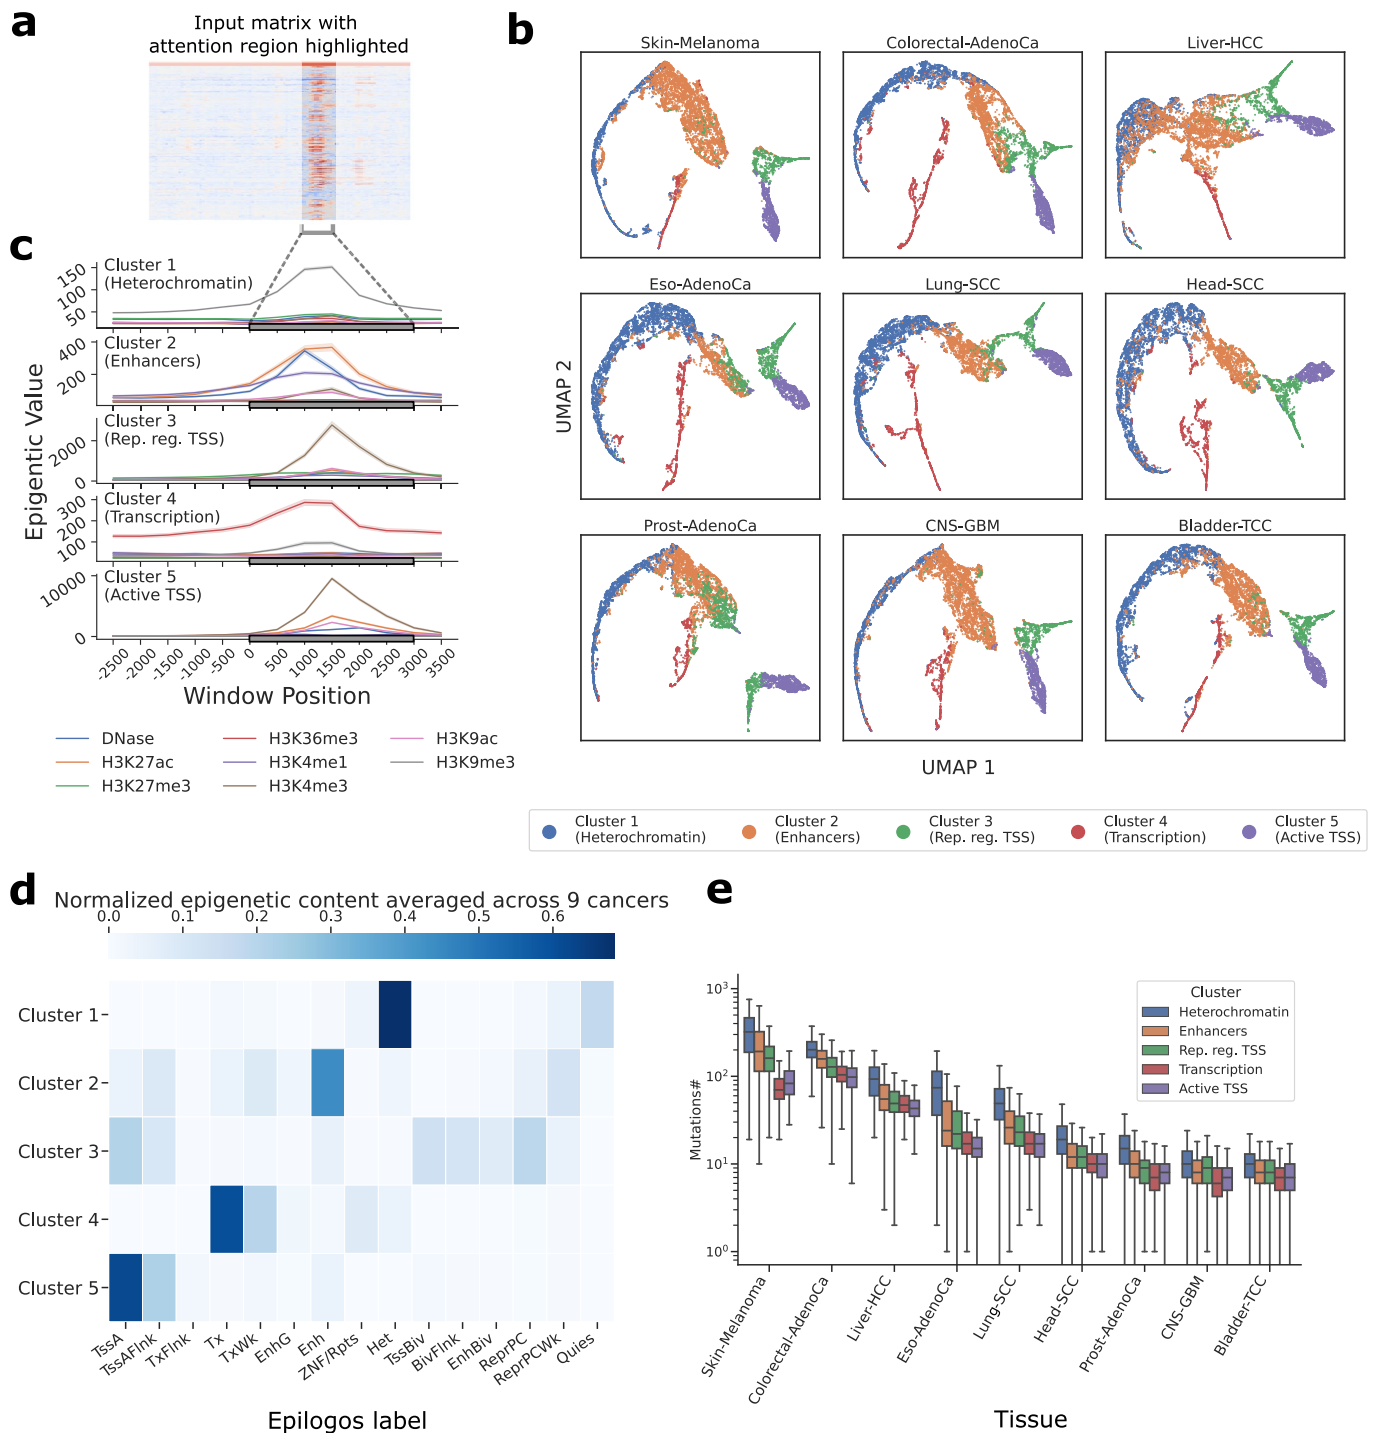 a
Input matrix with
attention region highlighted
b
Skin-Melanoma
Colorectal-AdenoCa
Liver-HCC
Eso-AdenoCa
Lung-SCC
Head-SCC
Prost-AdenoCa
CNS-GBM
Bladder-TCC
UMAP 2
UMAP 1
Cluster 1
(Heterochromatin)
Cluster 2
(Enhancers)
Cluster 3
(Rep. reg. TSS)
Cluster 4
(Transcription)
Cluster 5
(Active TSS)
c
Epigentic Value
Cluster 1
(Heterochromatin)
150
100
50
Cluster 2
(Enhancers)
400
200
Cluster 3
(Rep. reg. TSS)
2000
0
Cluster 4
(Transcription)
300
200
100
Cluster 5
(Active TSS)
10000
0
-2500 -2000 -1500 -1000 -500 0 500 1000 1500 2000 2500 3000 3500
Window Position
DNase
H3K27ac
H3K27me3
H3K36me3
H3K4me1
H3K4me3
H3K9ac
H3K9me3
d
Normalized epigenetic content averaged across 9 cancers
0.0 0.1 0.2 0.3 0.4 0.5 0.6
Cluster 1
Cluster 2
Cluster 3
Cluster 4
Cluster 5
TssA TssAFlnk TxFlnk Tx TxWk EnhG Enh ZNF/Rpts Het TssBiv BivFlnk EnhBiv ReprPC ReprPCWk Quies
Epilogos label
e
Mutations#
10³
10²
10¹
10⁰
Cluster
Heterochromatin
Enhancers
Rep. reg. TSS
Transcription
Active TSS
Skin-Melanoma Colorectal-AdenoCa Liver-HCC Eso-AdenoCa Lung-SCC Head-SCC Prost-AdenoCa CNS-GBM Bladder-TCC
Tissue